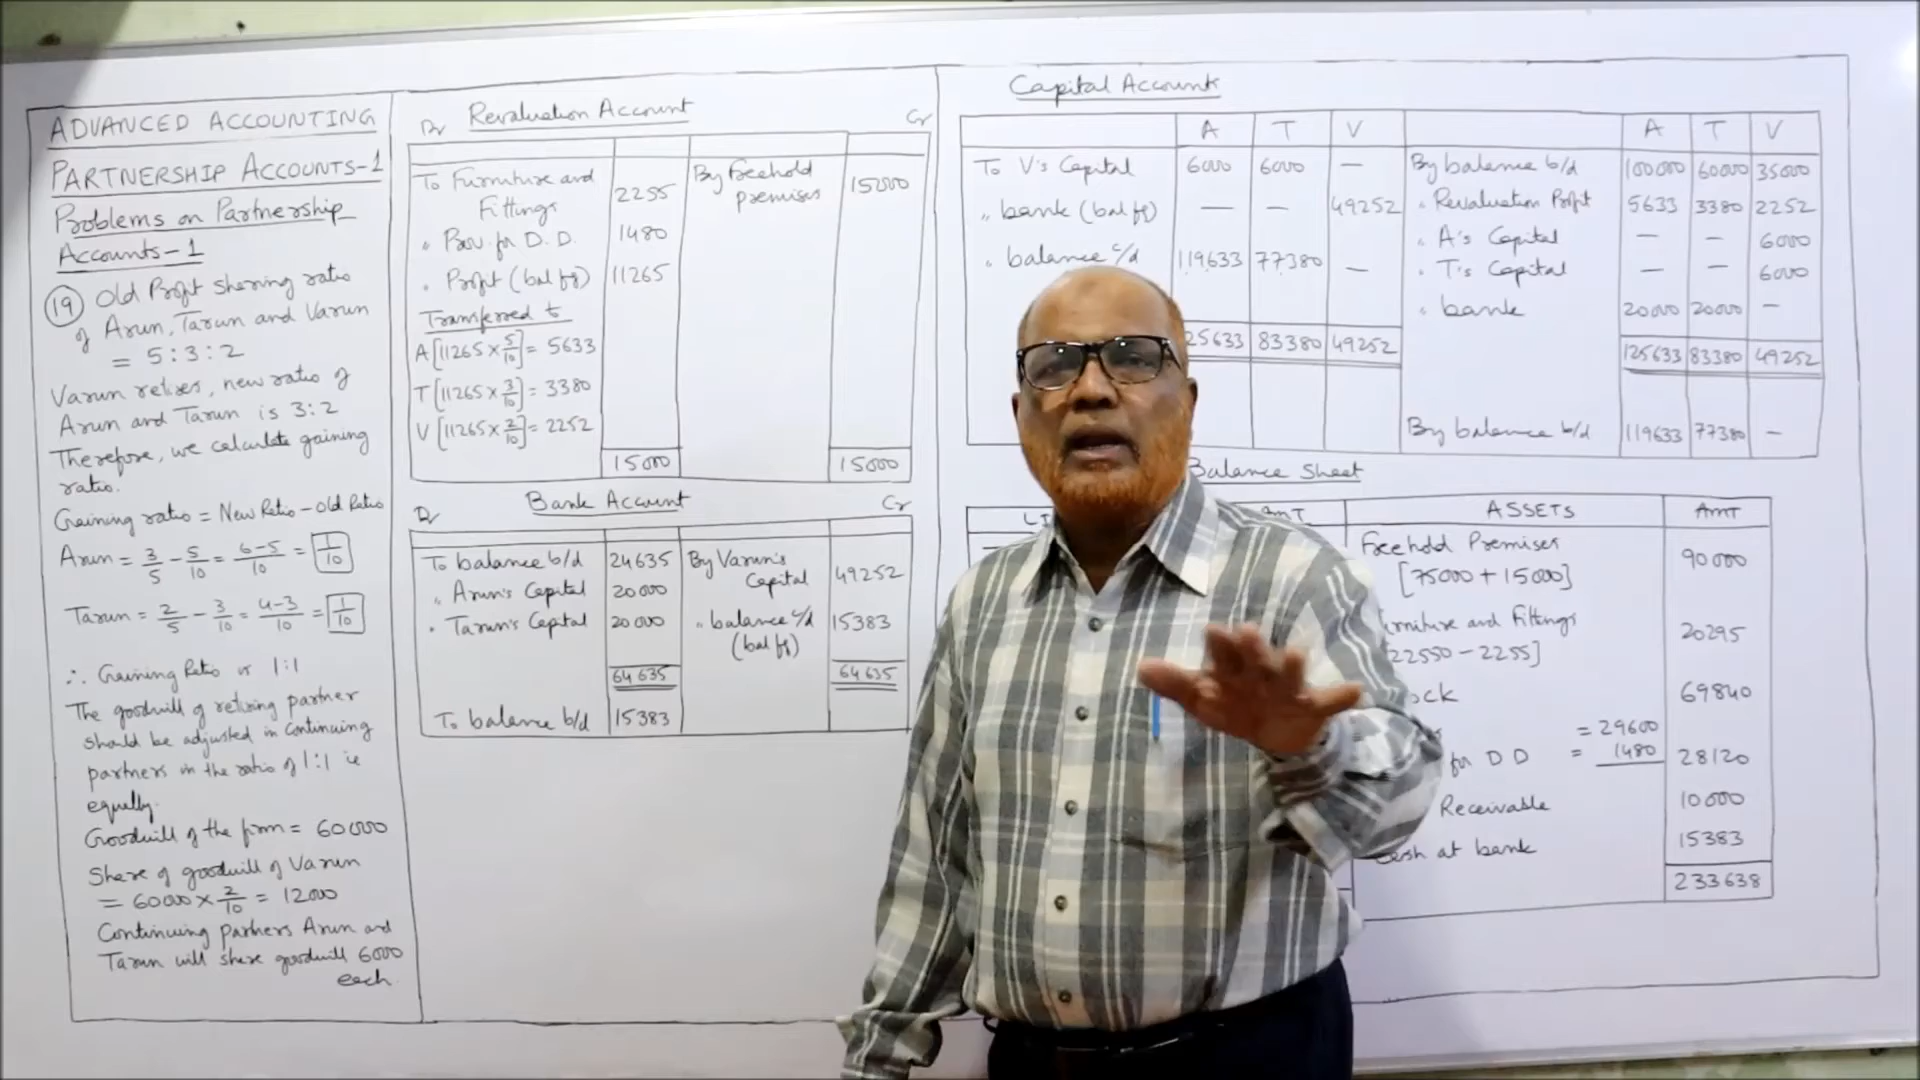 ADVANCED ACCOUNTING
PARTNERSHIP ACCOUNTS-1
Problems on Partnership
Accounts-1
19 Old Profit sharing ratio
of Arun, Tarun and Varun
= 5:3:2
Varun retires, new ratio of
Arun and Tarun is 3:2
Therefore, we calculate gaining
ratio.
Gaining ratio = New Ratio - Old Ratio
Arun = 3/5 - 5/10 = 6-5/10 = 1/10
Tarun = 2/5 - 3/10 = 4-3/10 = 1/10
∴ Gaining Ratio is 1:1
The goodwill of retiring partner
should be adjusted in continuing
partners in the ratio of 1:1 ie
equally.
Goodwill of the firm = 60000
Share of goodwill of Varun
= 60000 × 2/10 = 12000
Continuing partners Arun and
Tarun will share goodwill 6000
each.
Revaluation Account
Dr Cr
To Furniture and By Freehold
Fittings 2255 premises 15000
" Prov. for D.D. 1480
" Profit (bal fg) 11265
Transferred to
A [11265 × 5/10] = 5633
T [11265 × 3/10] = 3380
V [11265 × 2/10] = 2252
15000 15000
Bank Account
Dr Cr
To balance b/d 24635 By Varun's
" Arun's Capital 20000 Capital 49252
" Tarun's Capital 20000 " balance c/d 15383
(bal fg)
64635 64635
To balance b/d 15383
Capital Accounts
A T V A T V
To V's Capital 6000 6000 — By balance b/d 100000 60000 35000
" bank (bal fg) — — 49252 " Revaluation Profit 5633 3380 2252
" A's Capital — — 6000
" balance c/d 119633 77380 — " T's Capital — — 6000
" bank 20000 20000 —
25633 83380 49252 125633 83380 49252
By balance b/d 119633 77380 —
Balance Sheet
LI AMT ASSETS AMT
Freehold Premises
[75000 + 15000] 90000
rniture and Fittings
22550 - 2255] 20295
ock 69840
= 29600
for D D = 1480 28120
Receivable 10000
Cash at bank 15383
233638